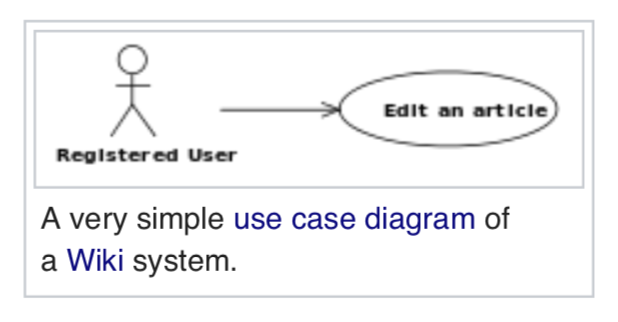 Edit an article
Registered User
A very simple use case diagram of
a Wiki system.